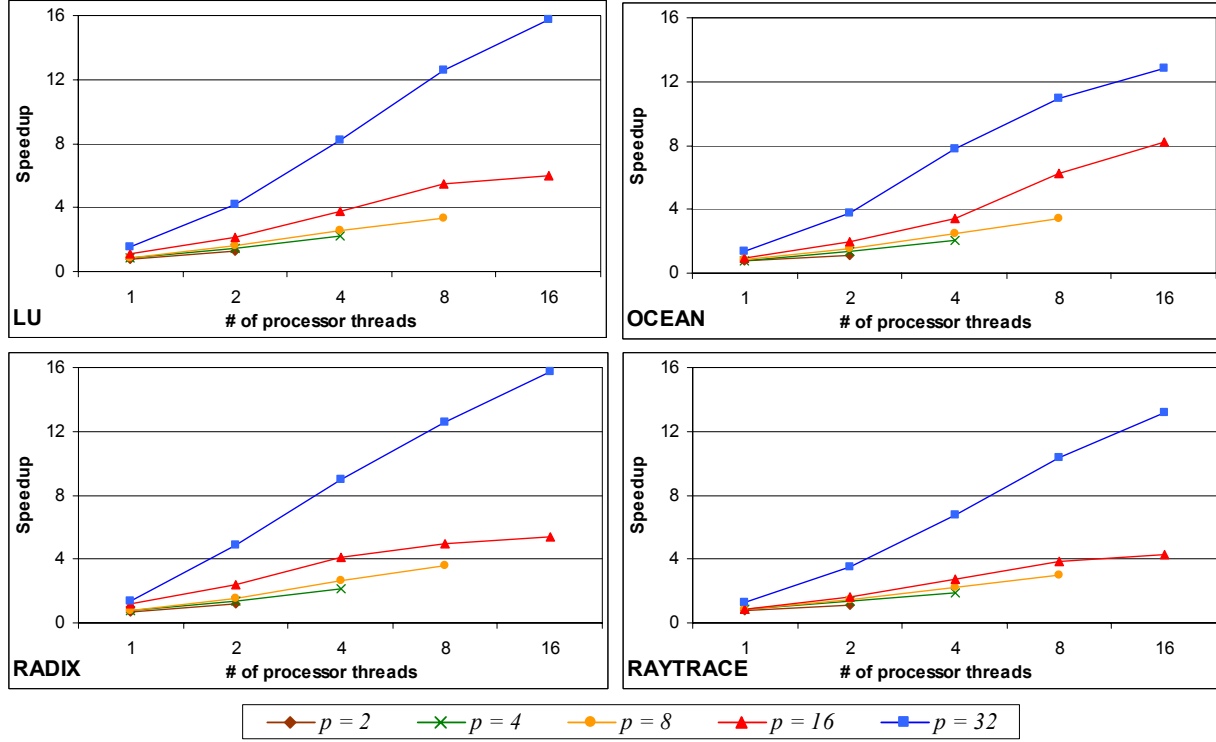 16
12
8
4
0
Speedup
1 2 4 8 16
# of processor threads
LU
16
12
8
4
0
Speedup
1 2 4 8 16
# of processor threads
OCEAN
16
12
8
4
0
Speedup
1 2 4 8 16
# of processor threads
RADIX
16
12
8
4
0
Speedup
1 2 4 8 16
# of processor threads
RAYTRACE
p = 2 p = 4 p = 8 p = 16 p = 32